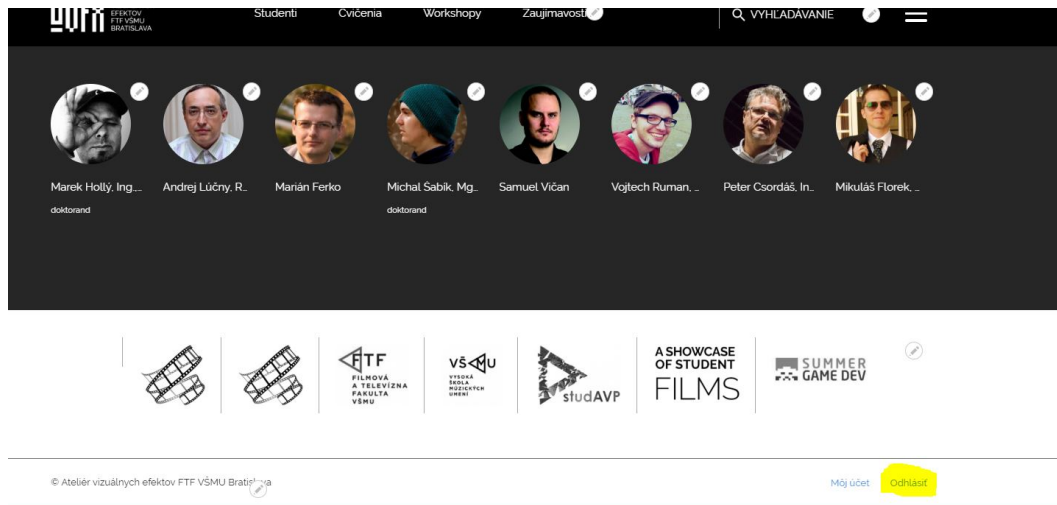 EFEKTOV
FTF VŠMU
BRATISLAVA
Študenti Cvičenia Workshopy Zaujímavosti
VYHĽADÁVANIE
Marek Hollý, Ing.,... Andrej Lúčny, R... Marián Ferko Michal Šabík, Mg... Samuel Vičan Vojtech Ruman, ... Peter Csordáš, In... Mikuláš Florek, ...
doktorand doktorand
FTF
FILMOVÁ
A TELEVÍZNA
FAKULTA
VŠMU
VŠMU
VYSOKÁ
ŠKOLA
MÚZICKÝCH
UMENÍ
studAVP
A SHOWCASE
OF STUDENT
FILMS
SUMMER
GAME DEV
© Ateliér vizuálnych efektov FTF VŠMU Bratislava
Môj účet Odhlásiť